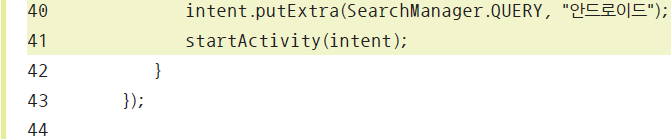 40 intent.putExtra(SearchManager.QUERY, "안드로이드");
41 startActivity(intent);
42 }
43 });
44